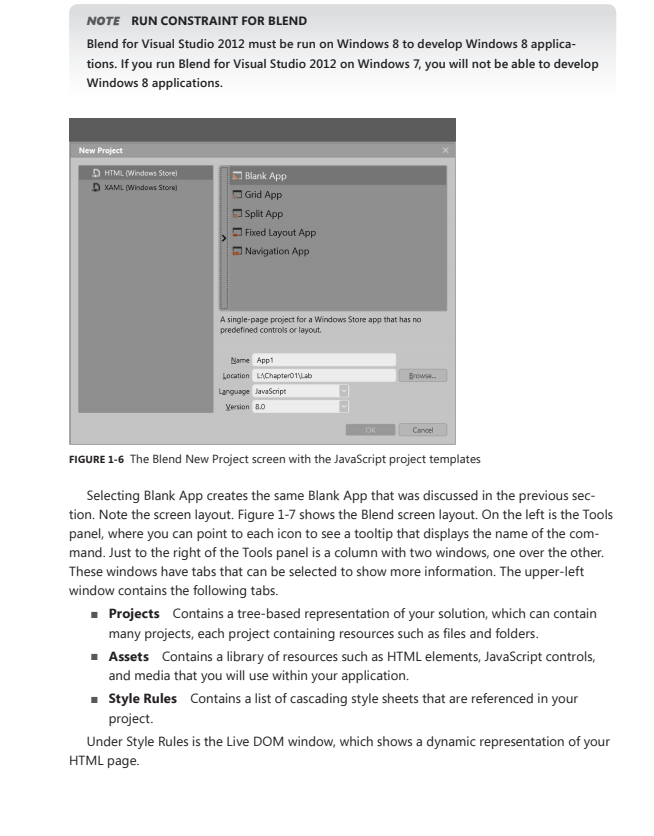 NOTE RUN CONSTRAINT FOR BLEND
Blend for Visual Studio 2012 must be run on Windows 8 to develop Windows 8 applica-
tions. If you run Blend for Visual Studio 2012 on Windows 7, you will not be able to develop
Windows 8 applications.
New Project
HTML (Windows Store)
XAML (Windows Store)
Blank App
Grid App
Split App
Fixed Layout App
Navigation App
A single-page project for a Windows Store app that has no
predefined controls or layout.
Name App1
Location L:\Chapter01\Lab Browse...
Language JavaScript
Version 8.0
OK Cancel
FIGURE 1-6 The Blend New Project screen with the JavaScript project templates
Selecting Blank App creates the same Blank App that was discussed in the previous sec-
tion. Note the screen layout. Figure 1-7 shows the Blend screen layout. On the left is the Tools
panel, where you can point to each icon to see a tooltip that displays the name of the com-
mand. Just to the right of the Tools panel is a column with two windows, one over the other.
These windows have tabs that can be selected to show more information. The upper-left
window contains the following tabs.
■ Projects Contains a tree-based representation of your solution, which can contain
many projects, each project containing resources such as files and folders.
■ Assets Contains a library of resources such as HTML elements, JavaScript controls,
and media that you will use within your application.
■ Style Rules Contains a list of cascading style sheets that are referenced in your
project.
Under Style Rules is the Live DOM window, which shows a dynamic representation of your
HTML page.